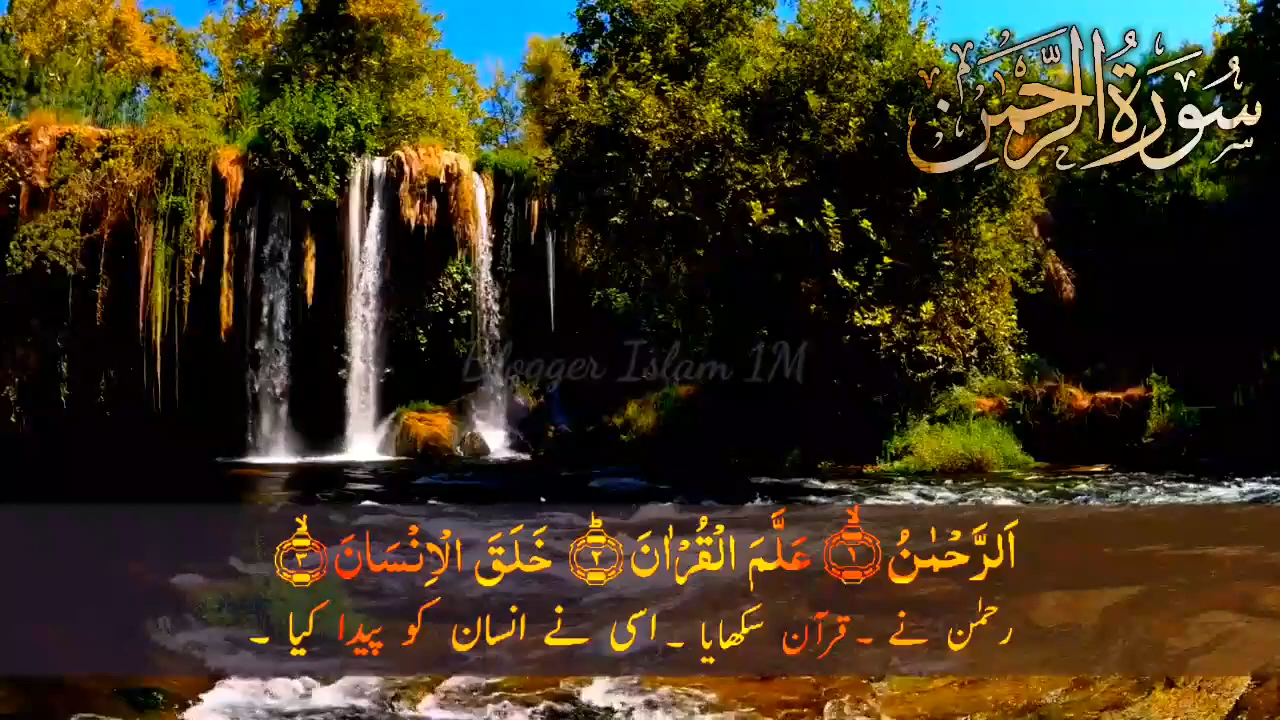 سُورَةُ الرَّحْمَٰنِ
Blogger Islam 1M
اَلرَّحْمٰنُ ۙ﴿۱﴾ عَلَّمَ الْقُرْاٰنَ ؕ﴿۲﴾ خَلَقَ الْاِنْسَانَ ۙ﴿۳﴾
رحمٰن نے ۔ قرآن سکھایا ۔ اسی نے انسان کو پیدا کیا ۔